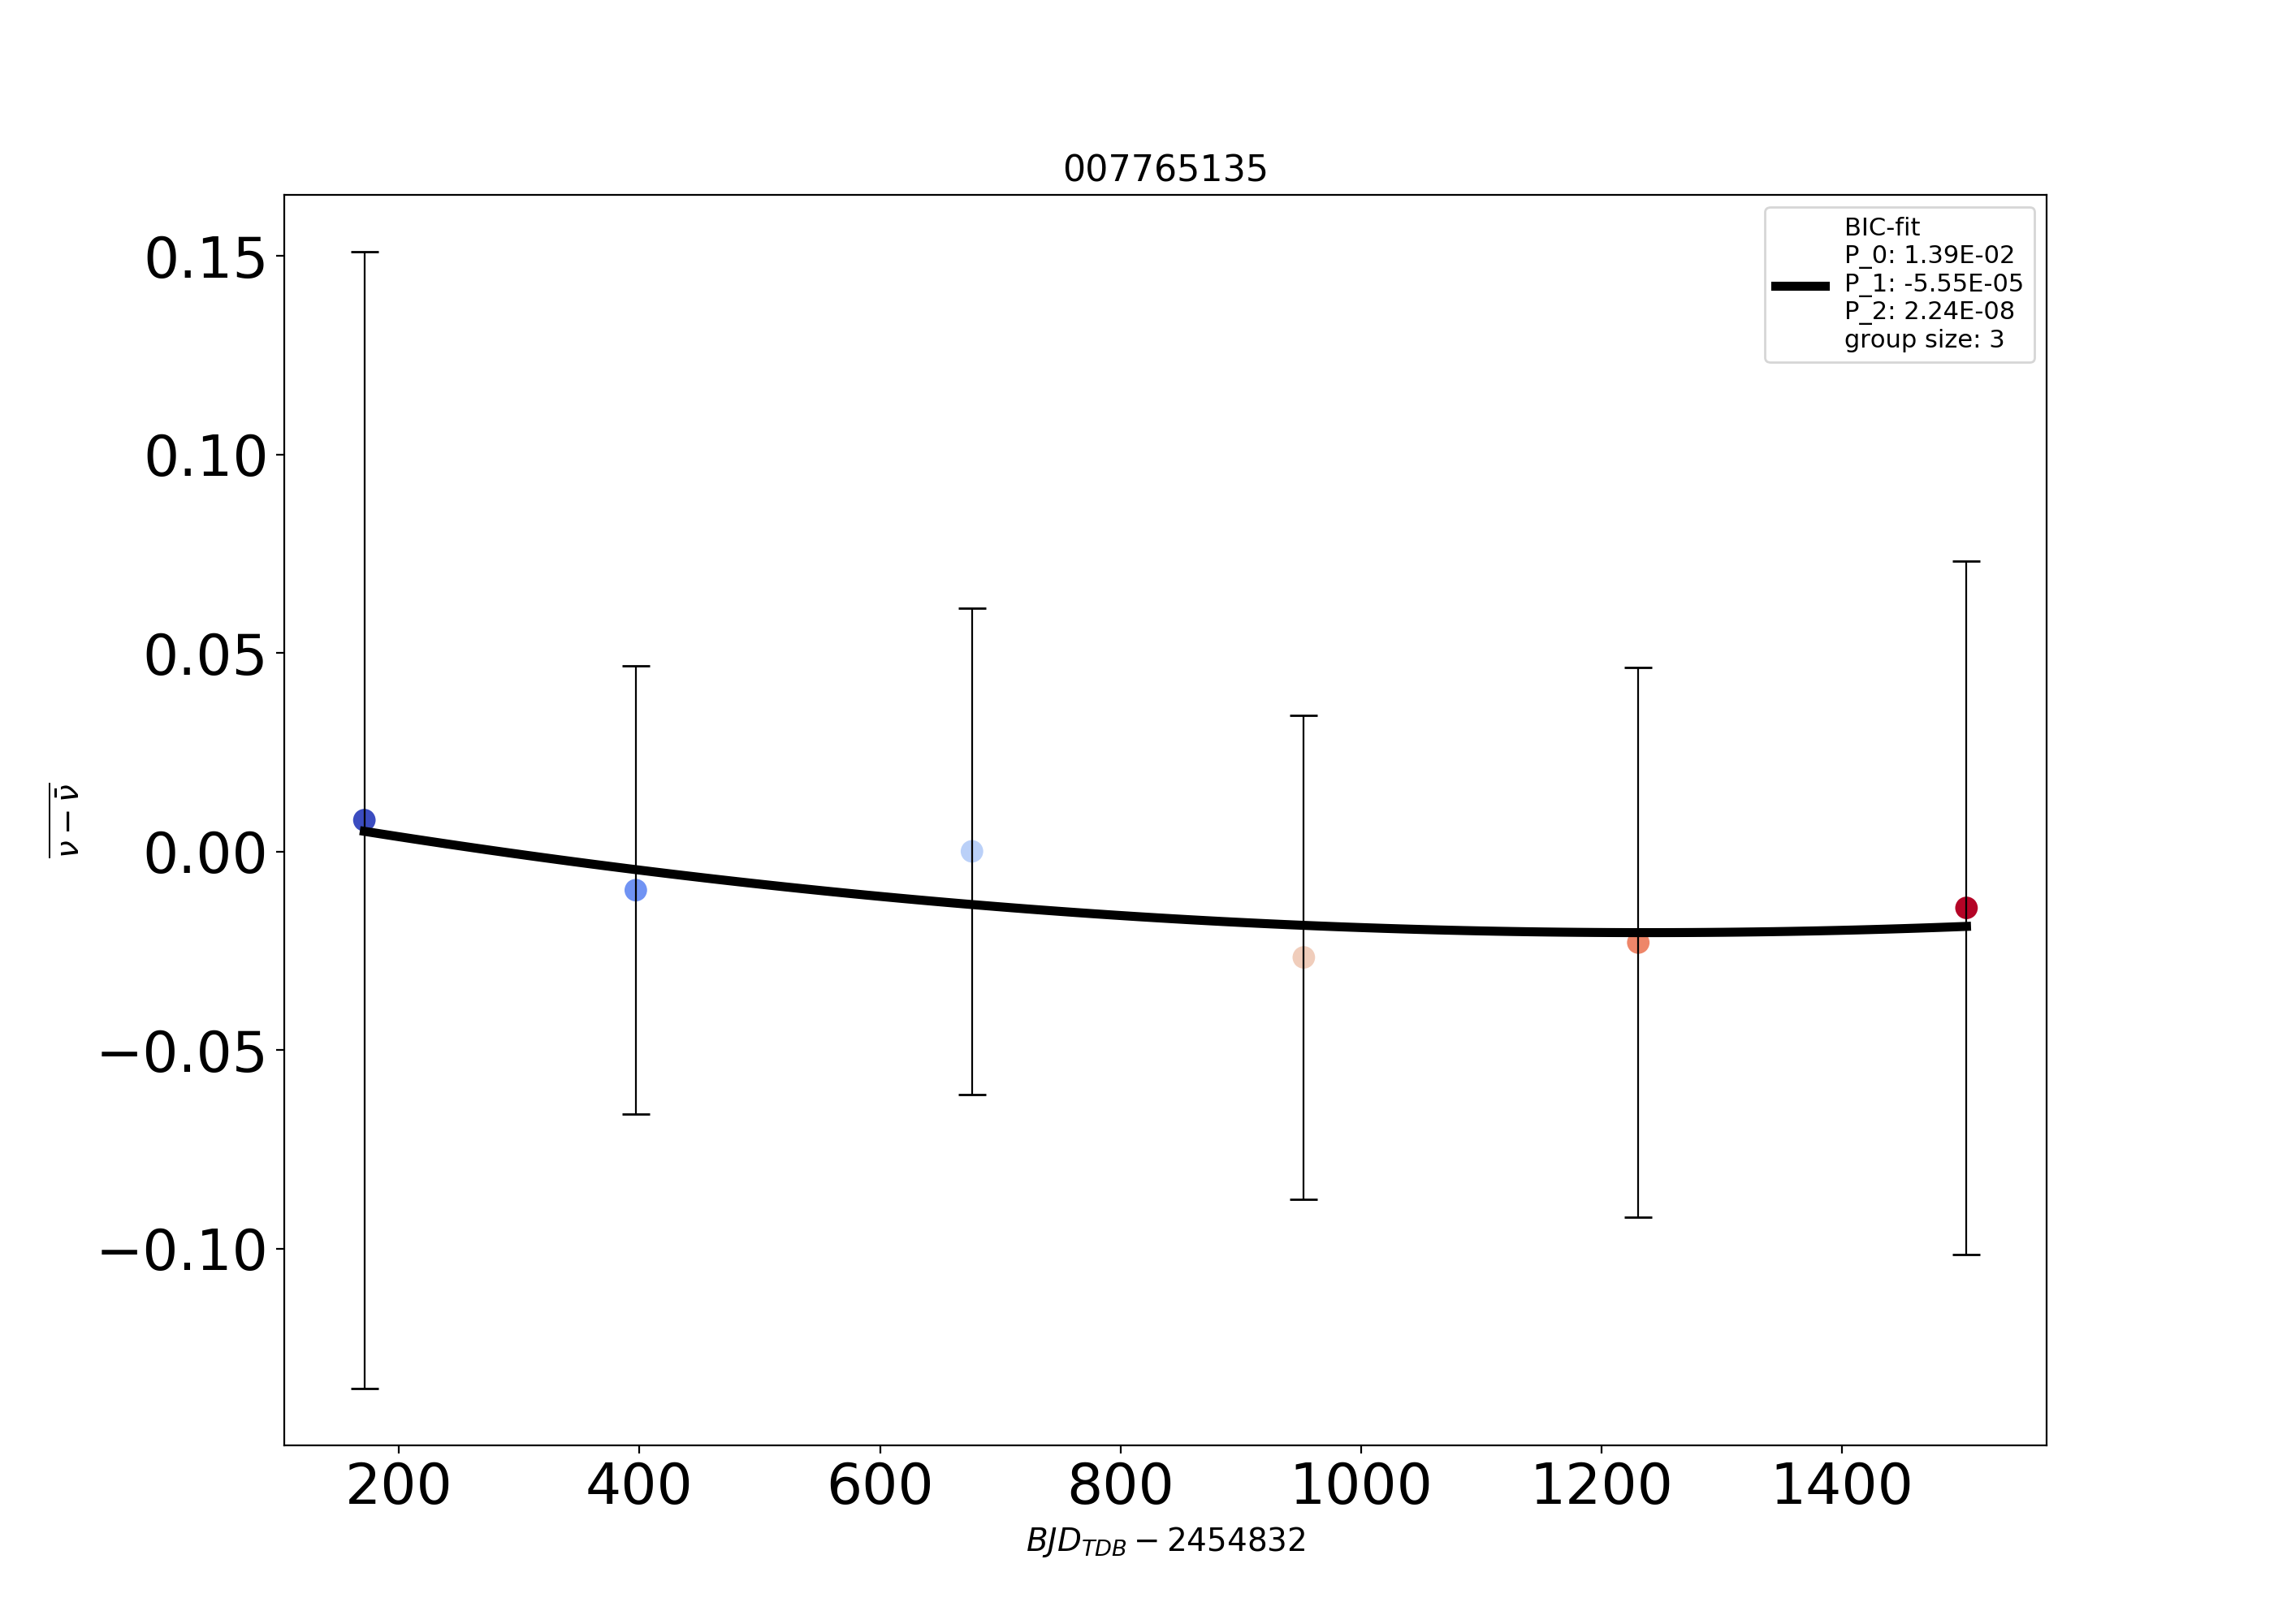 007765135
BIC-fit
P_0: 1.39E-02
P_1: -5.55E-05
P_2: 2.24E-08
group size: 3
0.15
0.10
0.05
0.00
−0.05
−0.10
ν − ν̄
200 400 600 800 1000 1200 1400
BJD_TDB − 2454832